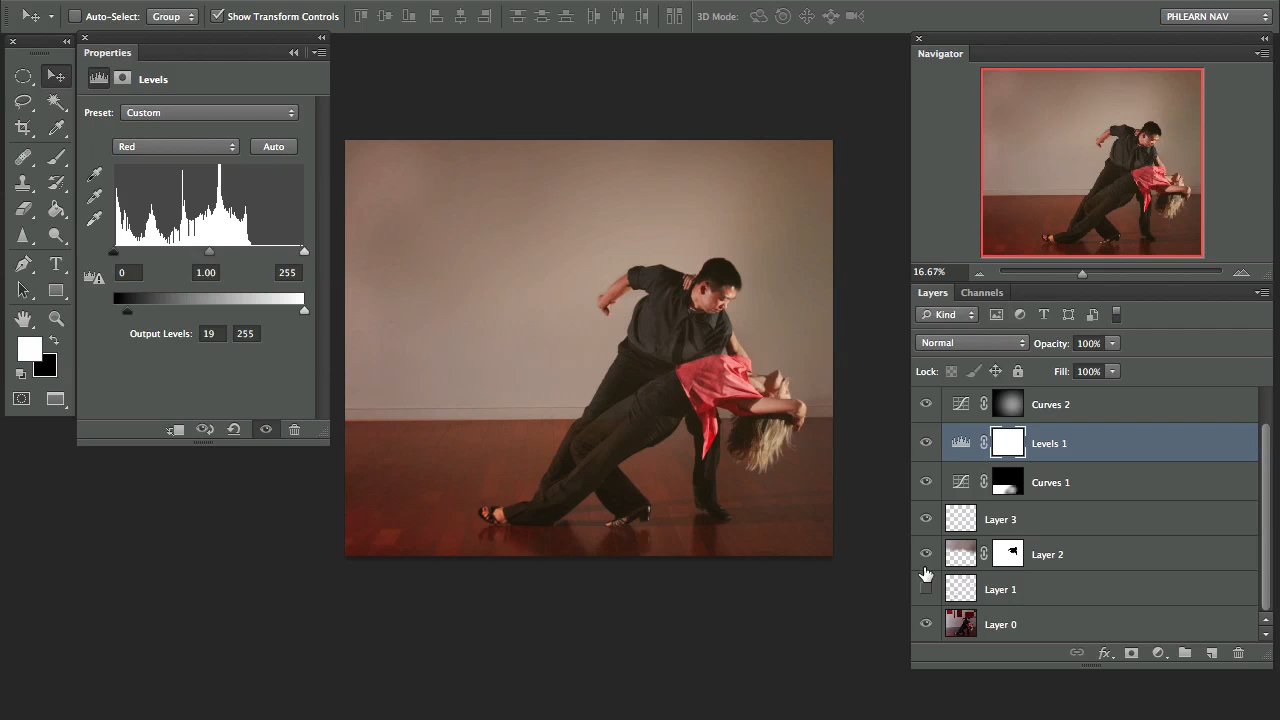 Auto-Select: Group Show Transform Controls 3D Mode: PHLEARN NAV
Properties
Levels
Preset: Custom
Red Auto
0 1.00 255
Output Levels: 19 255
T
Navigator
16.67%
Layers Channels
Kind T
Normal Opacity: 100%
Lock: Fill: 100%
Curves 2
Levels 1
Curves 1
Layer 3
Layer 2
Layer 1
Layer 0
fx